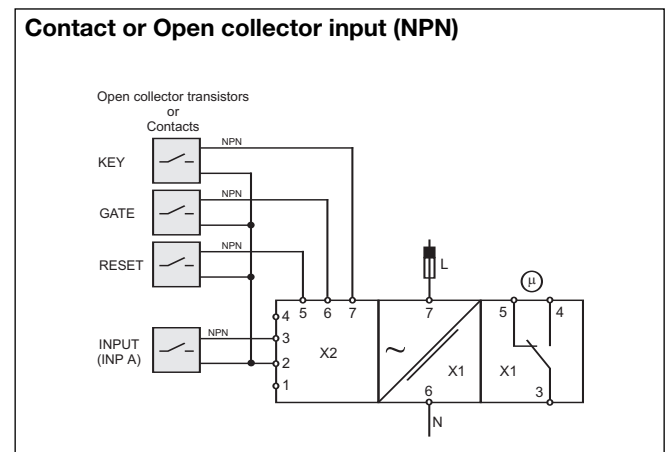 Contact or Open collector input (NPN)
Open collector transistors
or
Contacts
KEY
NPN
GATE
NPN
RESET
NPN
INPUT
(INP A)
NPN
L
µ
4 5 6 7
3
2
1
X2
7
~
X1
6
N
5 4
X1
3